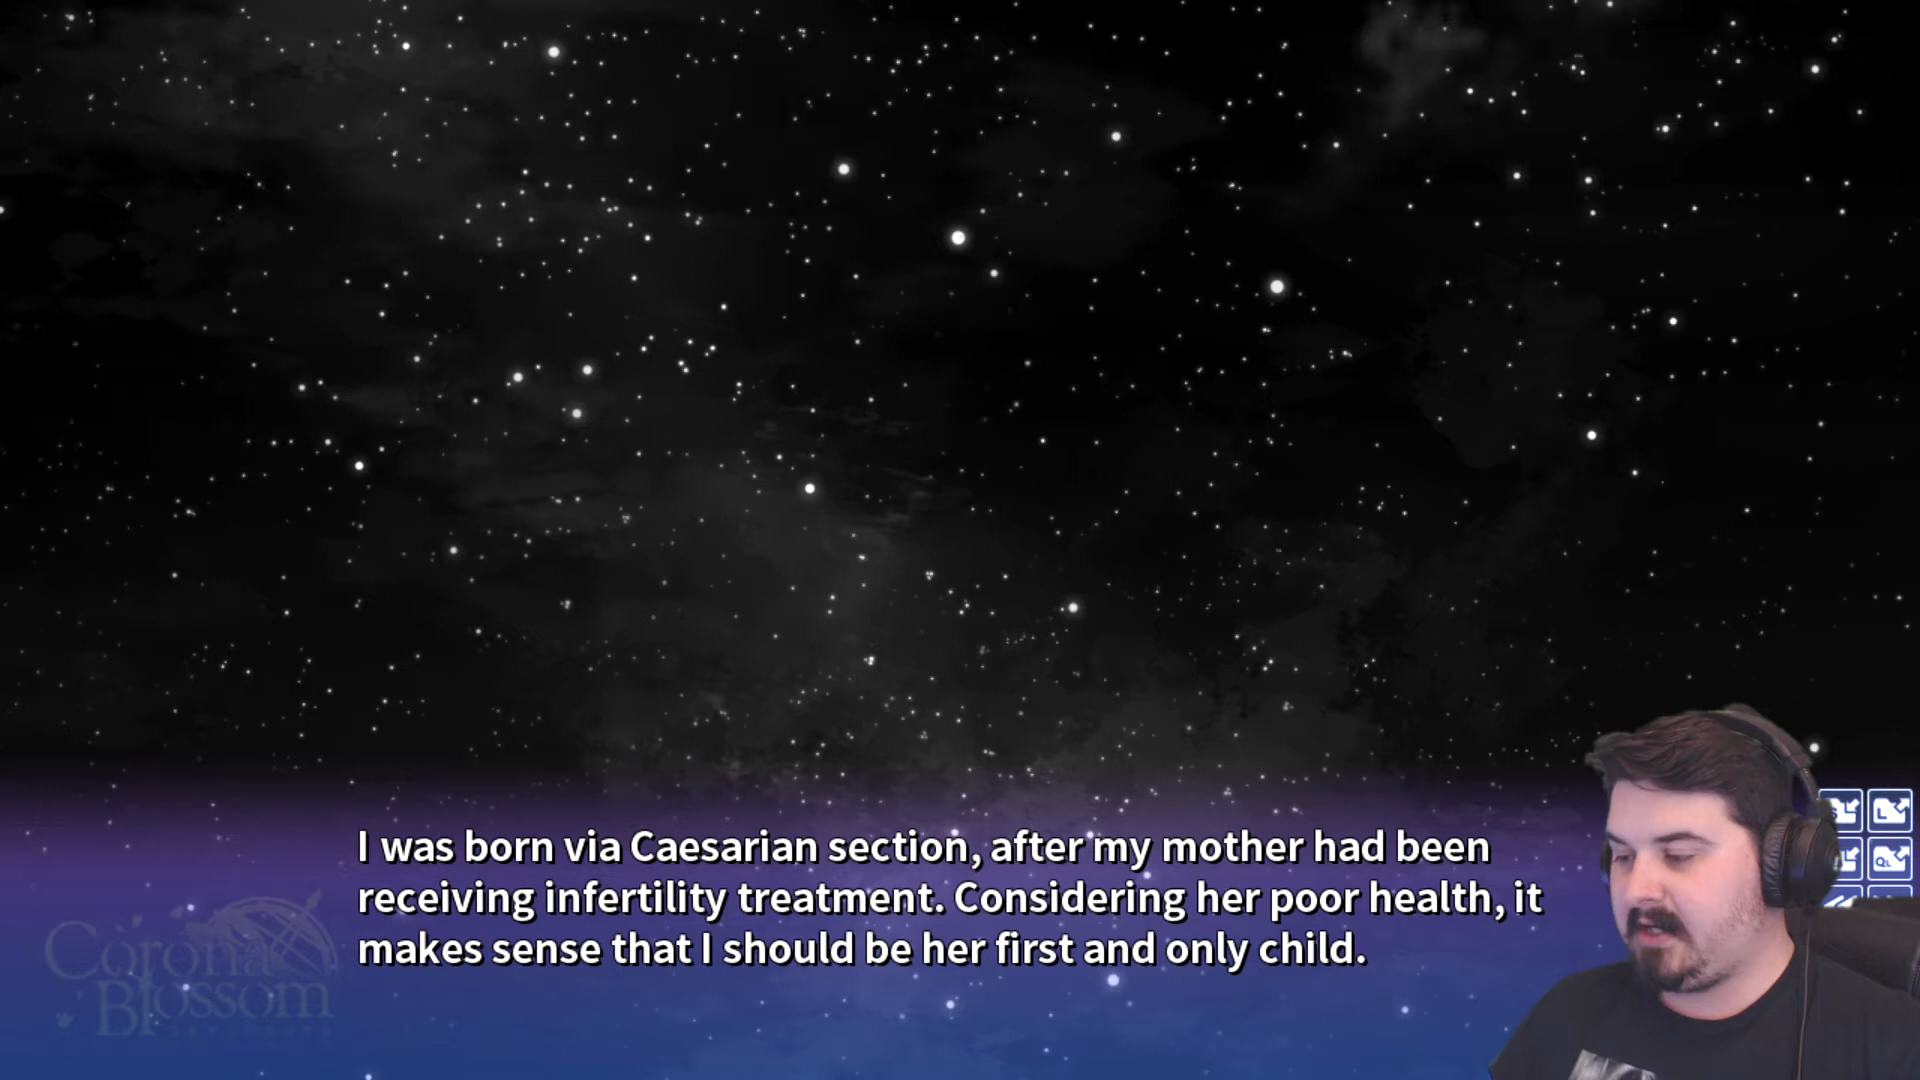 I was born via Caesarian section, after my mother had been
receiving infertility treatment. Considering her poor health, it
makes sense that I should be her first and only child.
Corona
Blossom
L
QL